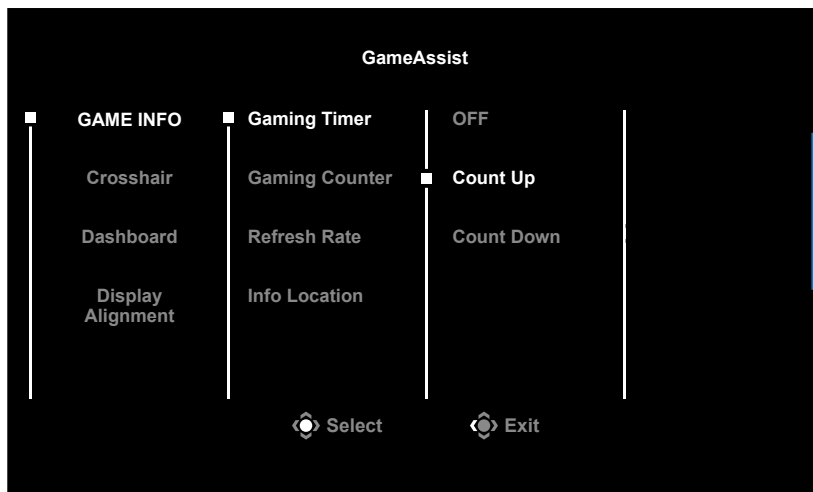 GameAssist
GAME INFO
Gaming Timer
OFF
Crosshair
Gaming Counter
Count Up
Dashboard
Refresh Rate
Count Down
Display
Alignment
Info Location
Select
Exit